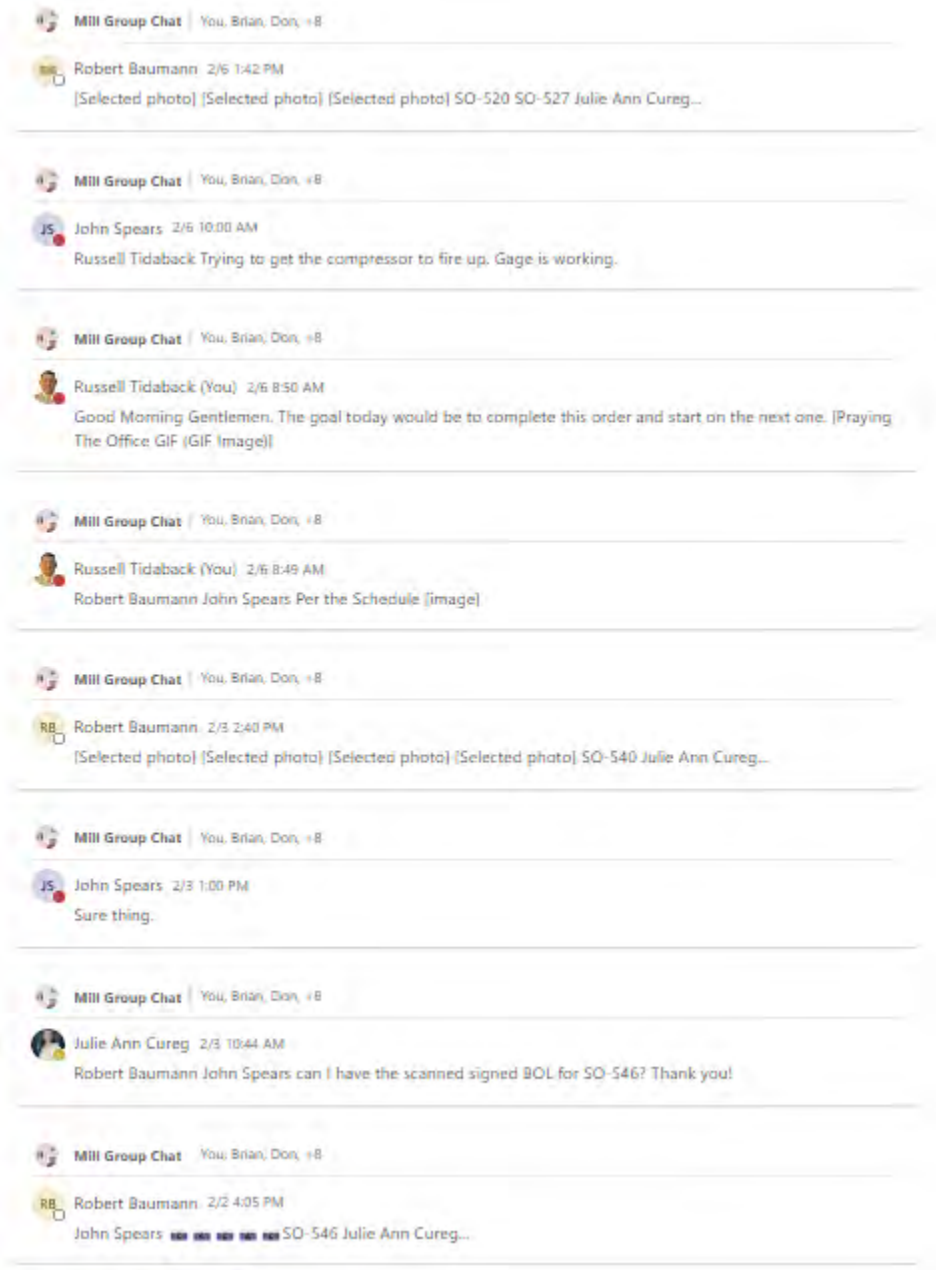 Mill Group Chat | You, Brian, Don, +8
Robert Baumann 2/6 1:42 PM
[Selected photo] [Selected photo] [Selected photo] SO-520 SO-527 Julie Ann Cureg...
Mill Group Chat | You, Brian, Don, +8
JS John Spears 2/6 10:00 AM
Russell Tidaback Trying to get the compressor to fire up. Gage is working.
Mill Group Chat | You, Brian, Don, +8
Russell Tidaback (You) 2/6 8:50 AM
Good Morning Gentlemen. The goal today would be to complete this order and start on the next one. [Praying
The Office GIF (GIF Image)]
Mill Group Chat | You, Brian, Don, +8
Russell Tidaback (You) 2/6 8:49 AM
Robert Baumann John Spears Per the Schedule [image]
Mill Group Chat | You, Brian, Don, +8
RB Robert Baumann 2/3 2:40 PM
[Selected photo] [Selected photo] [Selected photo] [Selected photo] SO-540 Julie Ann Cureg...
Mill Group Chat | You, Brian, Don, +8
JS John Spears 2/3 1:00 PM
Sure thing.
Mill Group Chat | You, Brian, Don, +8
Julie Ann Cureg 2/3 10:44 AM
Robert Baumann John Spears can I have the scanned signed BOL for SO-546? Thank you!
Mill Group Chat You, Brian, Don, +8
RB Robert Baumann 2/2 4:05 PM
John Spears SO-546 Julie Ann Cureg...